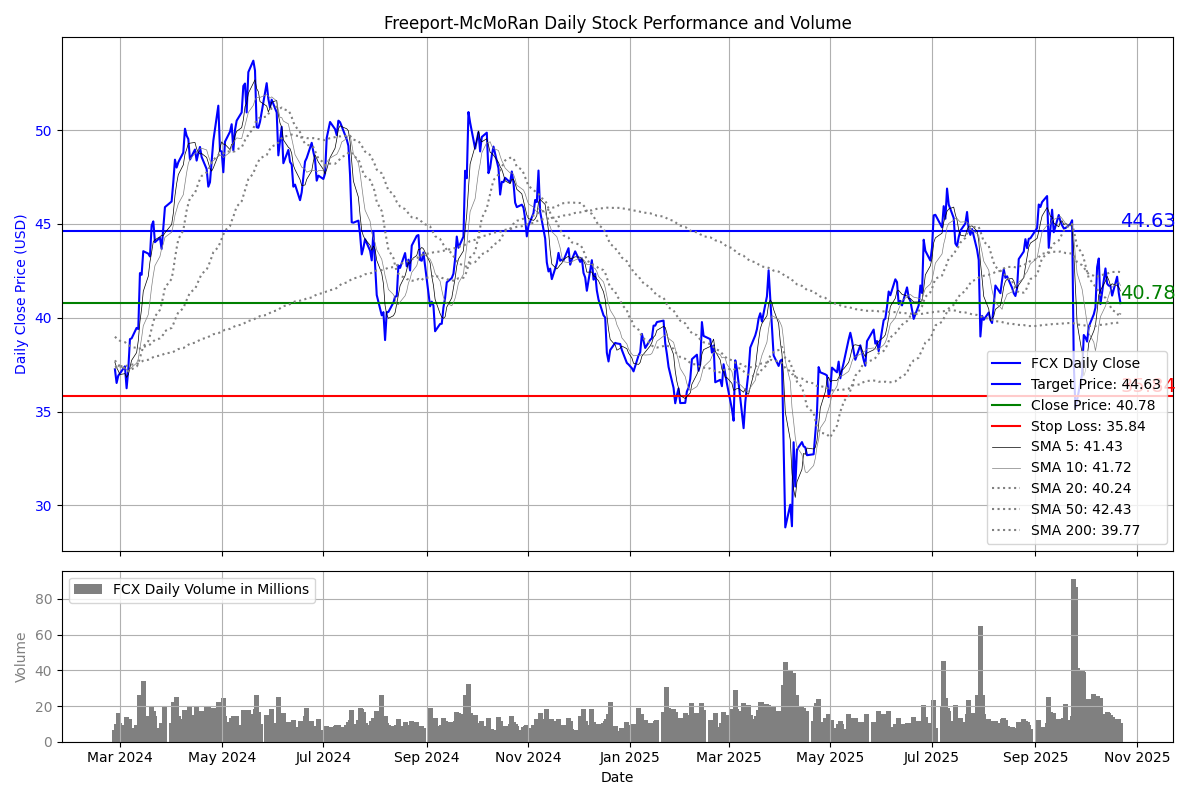 Freeport-McMoRan Daily Stock Performance and Volume
Daily Close Price (USD)
50
45
40
35
30
44.63
40.78
FCX Daily Close
Target Price: 44.63
Close Price: 40.78
Stop Loss: 35.84
SMA 5: 41.43
SMA 10: 41.72
SMA 20: 40.24
SMA 50: 42.43
SMA 200: 39.77
FCX Daily Volume in Millions
Volume
80
60
40
20
0
Mar 2024 May 2024 Jul 2024 Sep 2024 Nov 2024 Jan 2025 Mar 2025 May 2025 Jul 2025 Sep 2025 Nov 2025
Date